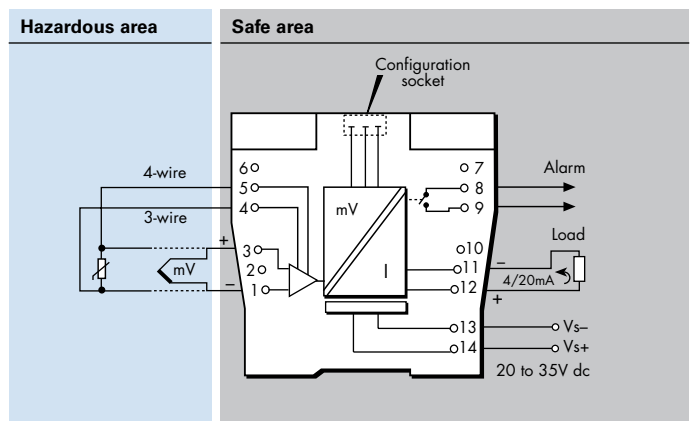 Hazardous area
Safe area
Configuration
socket
4-wire
3-wire
6
5
4
3
2
1
+
mV
–
mV
I
7
8
9
10
11
12
13
14
Alarm
Load
–
4/20mA
+
Vs–
Vs+
20 to 35V dc